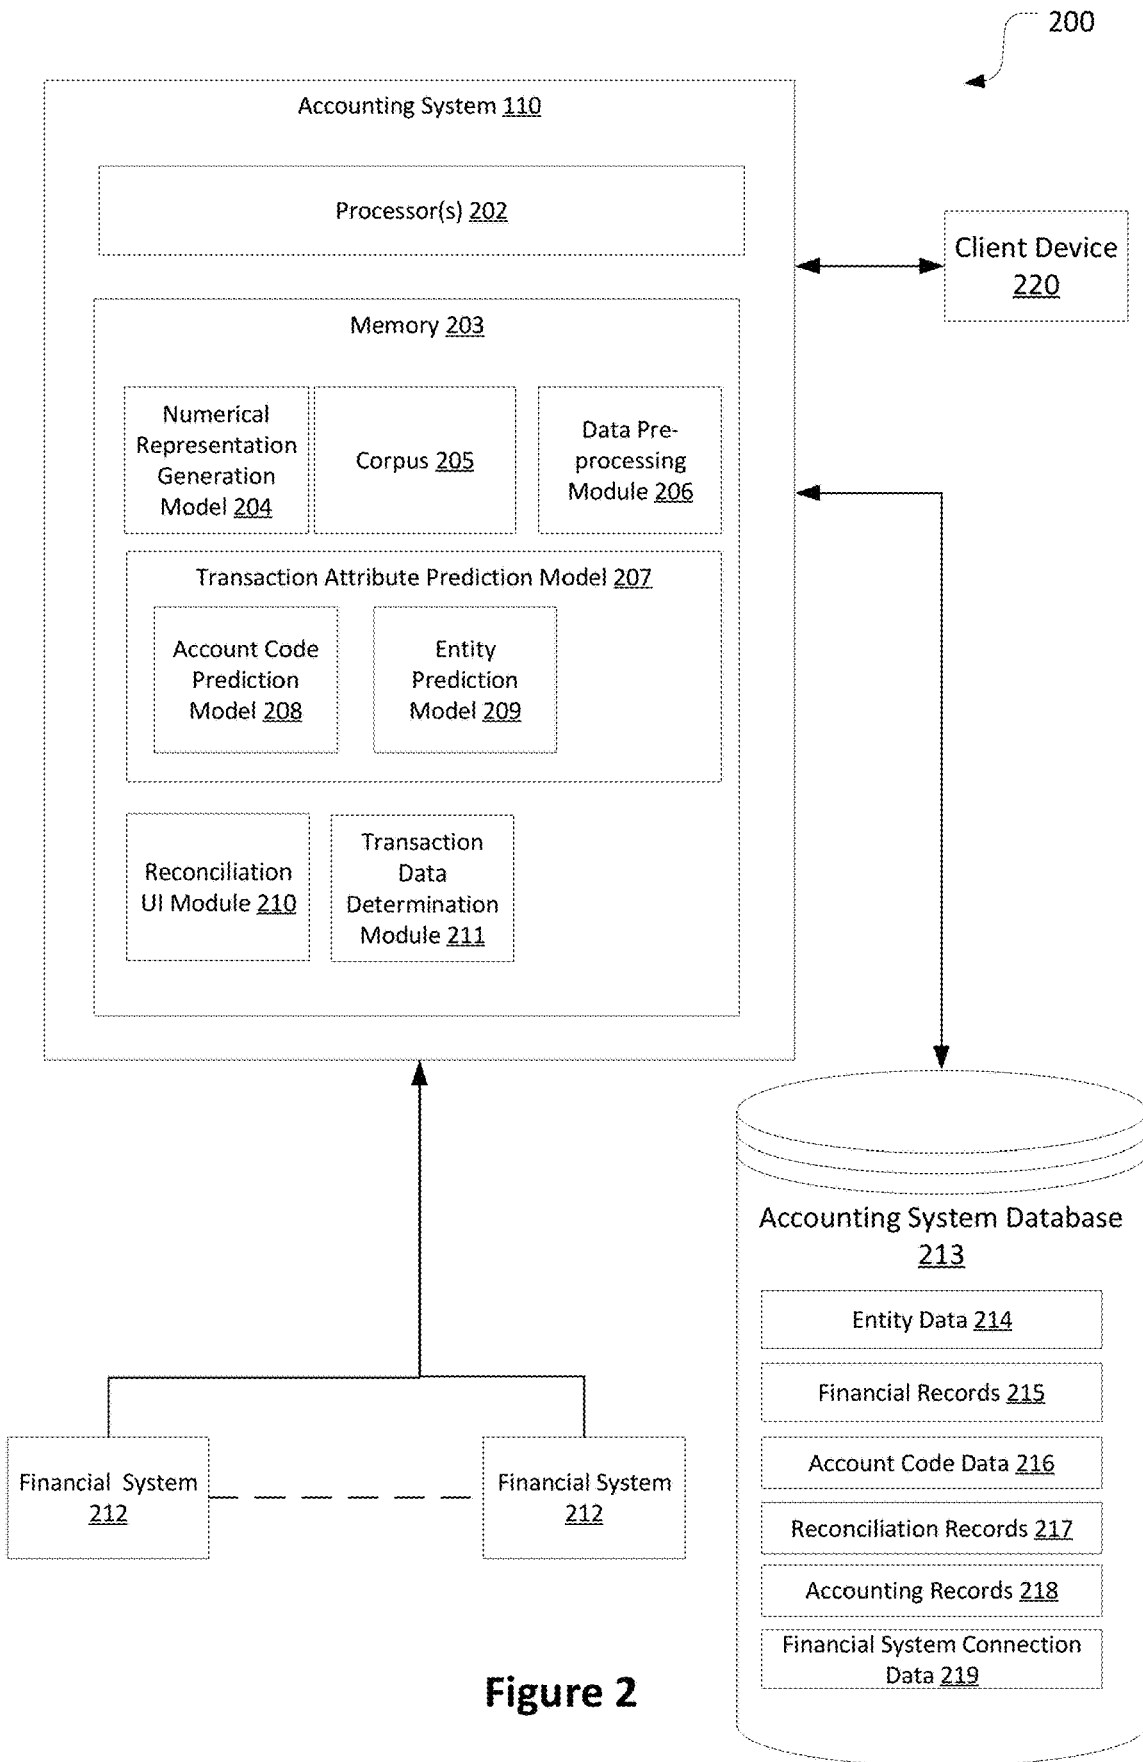 200
Accounting System 110
Processor(s) 202
Client Device
220
Memory 203
Numerical
Representation
Generation
Model 204
Corpus 205
Data Pre-
processing
Module 206
Transaction Attribute Prediction Model 207
Account Code
Prediction
Model 208
Entity
Prediction
Model 209
Reconciliation
UI Module 210
Transaction
Data
Determination
Module 211
Accounting System Database
213
Entity Data 214
Financial Records 215
Account Code Data 216
Reconciliation Records 217
Accounting Records 218
Financial System Connection
Data 219
Financial System
212
Financial System
212
Figure 2